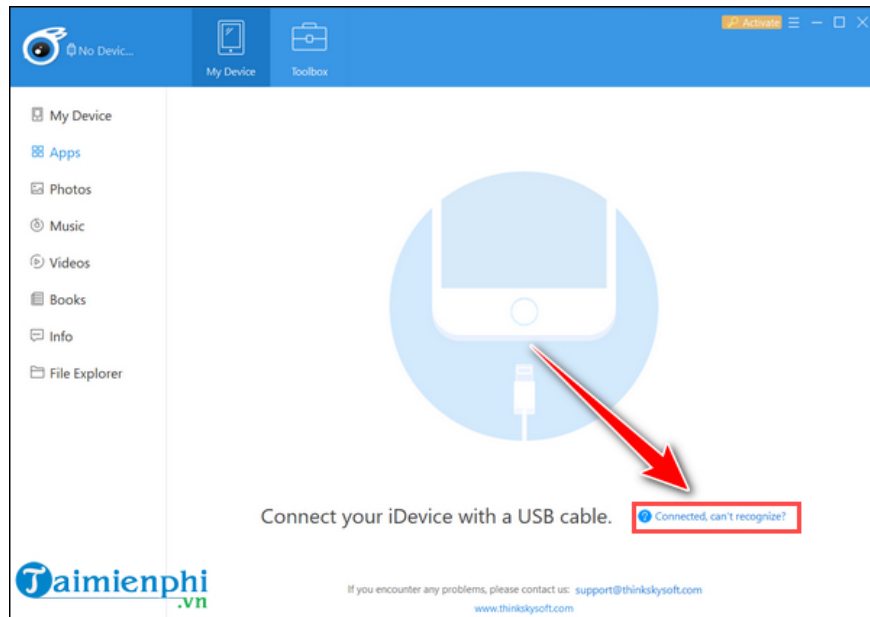 No Devic...
My Device
Toolbox
Activate
My Device
Apps
Photos
Music
Videos
Books
Info
File Explorer
Connect your iDevice with a USB cable.
Connected, can't recognize?
If you encounter any problems, please contact us: support@thinkskysoft.com
www.thinkskysoft.com
Taimienphi
.vn